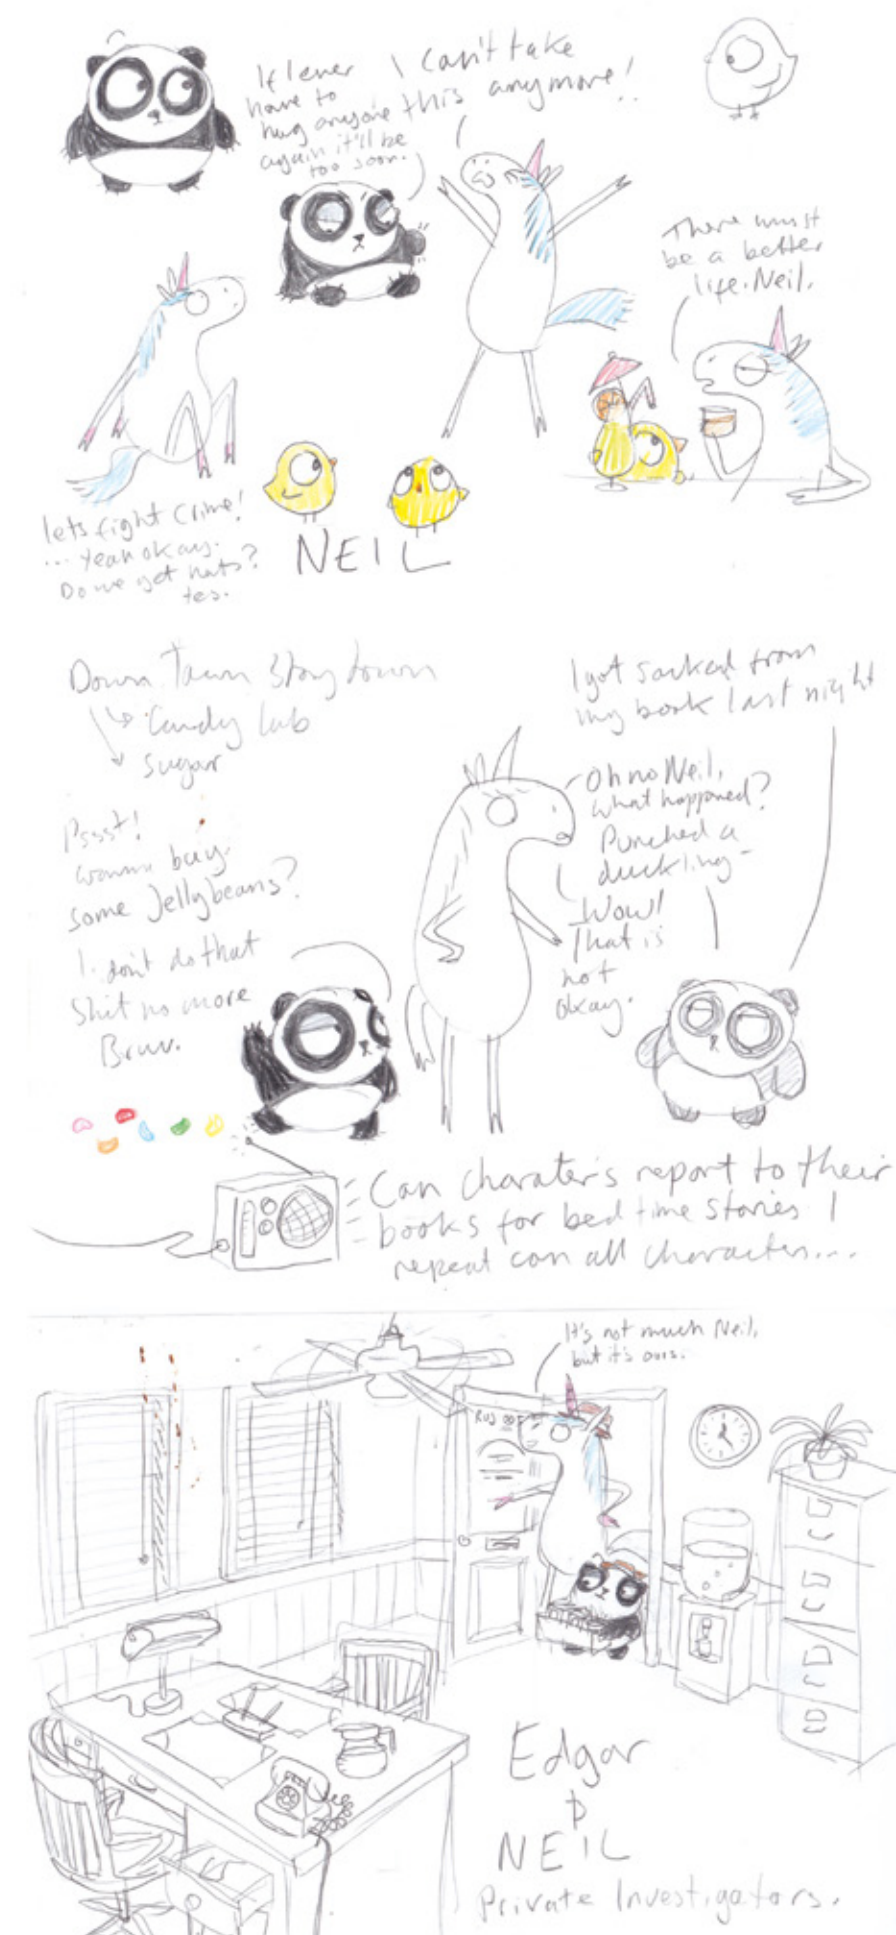 If I ever
have to
hug anyone
again it'll be
too soon.
I can't take
this anymore!
There must
be a better
life. Neil.
lets fight crime!
... Yeah okay.
Do we get hats?
Yes.
NEIL
Down Town Story town
Candy
Sugar
I got sacked from
my book last night
Oh no Neil,
what happened?
Punched a
duckling -
Wow!
That is
not
okay.
Pssst!
wanna buy
some Jellybeans?
I don't do that
Shit no more
Bruv.
Can charater's report to their
books for bed time stories I
repeat can all characters...
It's not much Neil,
but it's ours.
Edgar
&
NEIL
Private Investigators.